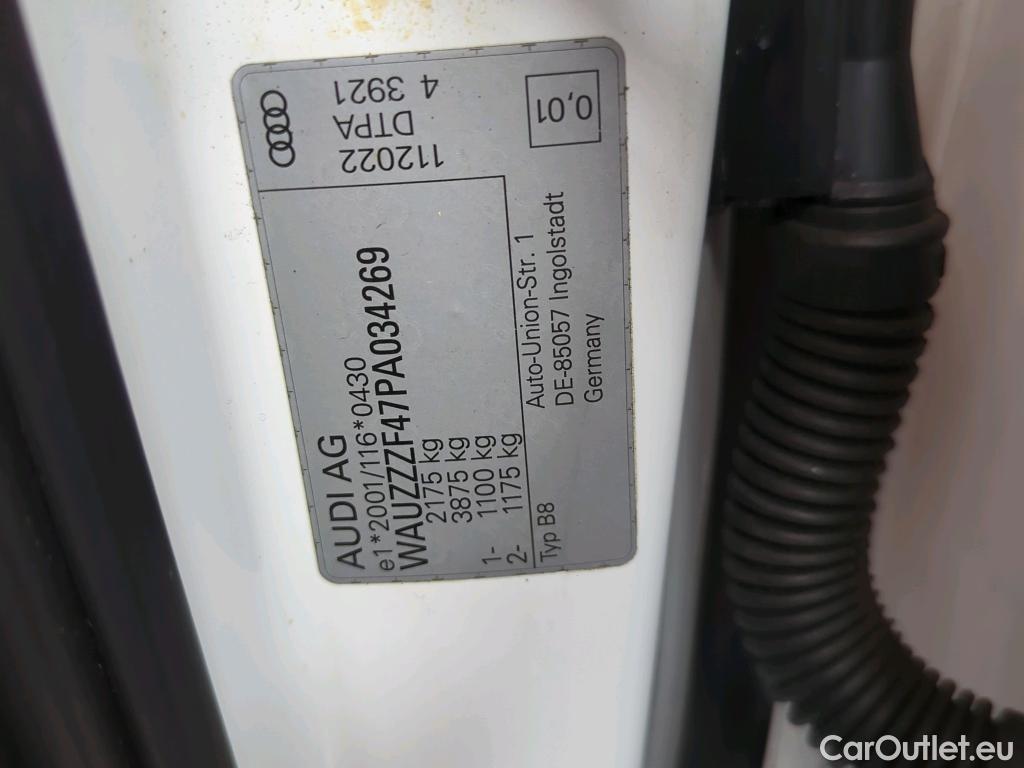 AUDI AG
e1*2001/116*0430
WAUZZZF47PA034269
2175 kg
3875 kg
1- 1100 kg
2- 1175 kg
Typ B8
Auto-Union-Str. 1
DE-85057 Ingolstadt
Germany
112022
DTPA
4 3921
0,01
CarOutlet.eu